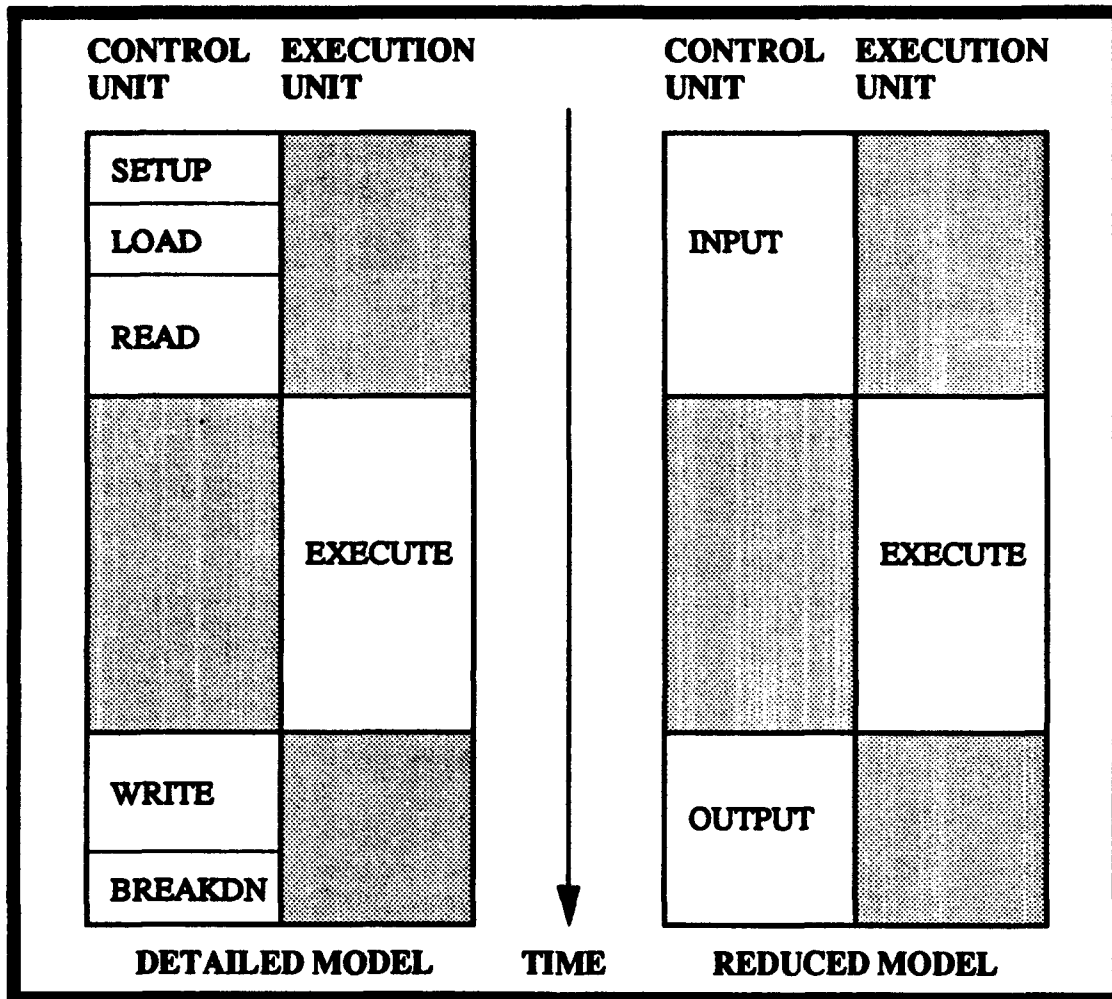 CONTROL UNIT
EXECUTION UNIT
SETUP
LOAD
READ
EXECUTE
WRITE
BREAKDN
DETAILED MODEL
TIME
CONTROL UNIT
EXECUTION UNIT
INPUT
EXECUTE
OUTPUT
REDUCED MODEL